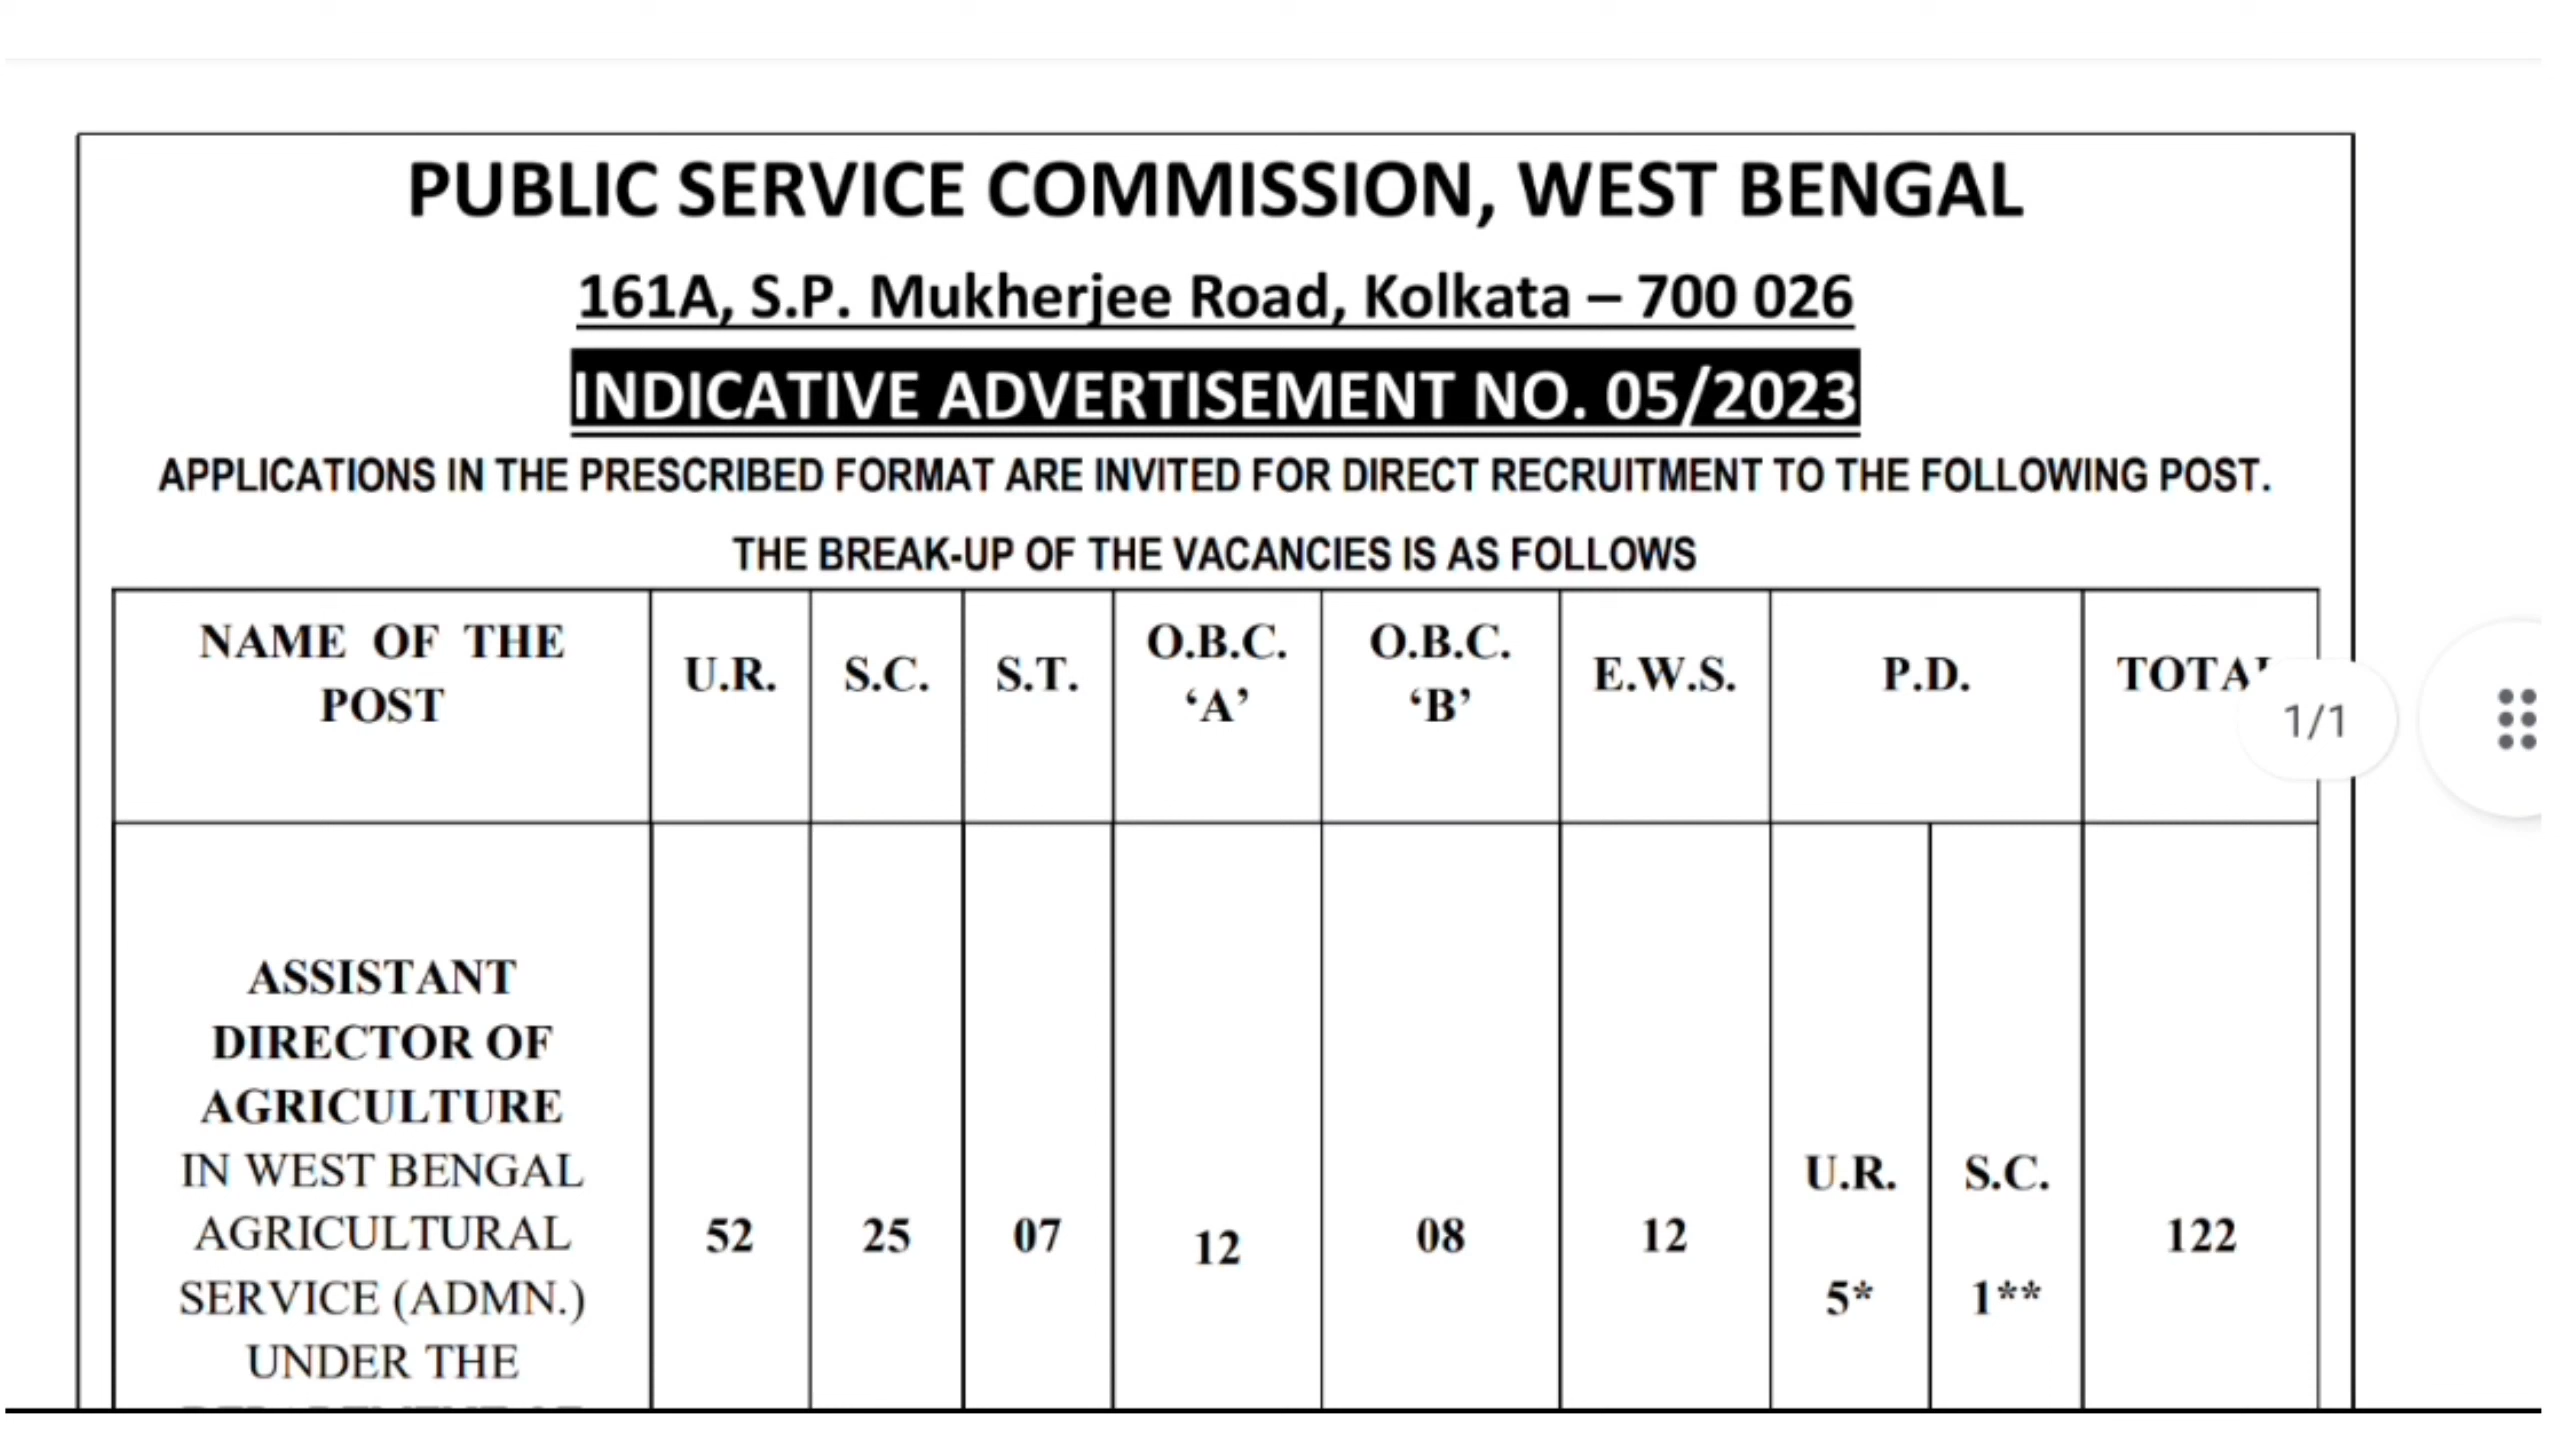 PUBLIC SERVICE COMMISSION, WEST BENGAL
161A, S.P. Mukherjee Road, Kolkata – 700 026
INDICATIVE ADVERTISEMENT NO. 05/2023
APPLICATIONS IN THE PRESCRIBED FORMAT ARE INVITED FOR DIRECT RECRUITMENT TO THE FOLLOWING POST.
THE BREAK-UP OF THE VACANCIES IS AS FOLLOWS
NAME OF THE
POST
U.R.
S.C.
S.T.
O.B.C.
‘A’
O.B.C.
‘B’
E.W.S.
P.D.
1/1
ASSISTANT
DIRECTOR OF
AGRICULTURE
IN WEST BENGAL
AGRICULTURAL
SERVICE (ADMN.)
UNDER THE
52
25
07
12
08
12
U.R.
5*
S.C.
1**
122